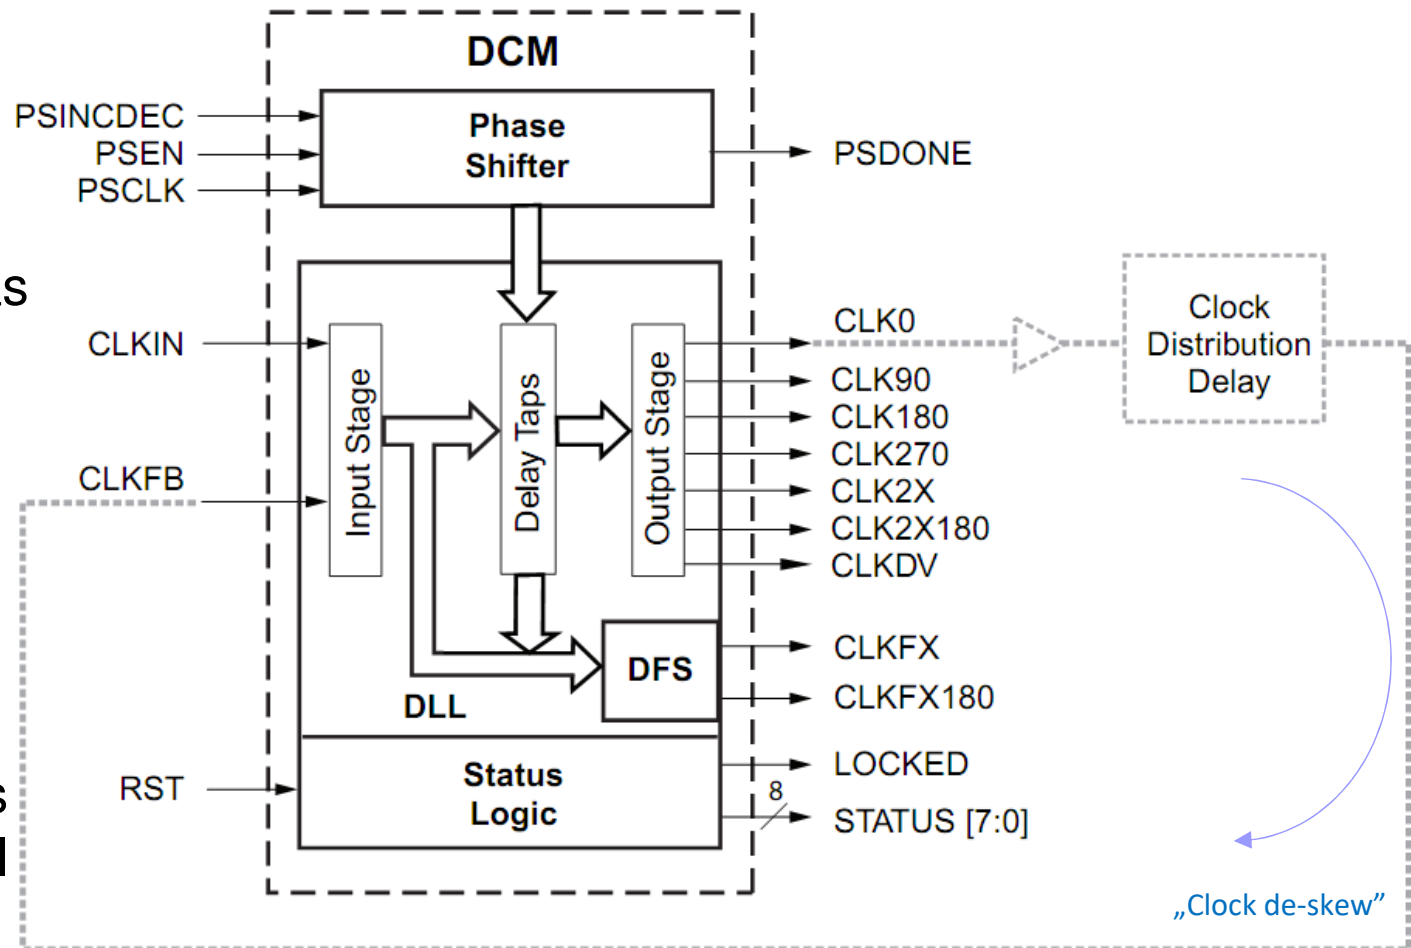 DCM
PSINCDEC
PSEN
PSCLK
Phase
Shifter
PSDONE
s
CLKIN
CLKFB
Input Stage
Delay Taps
Output Stage
CLK0
CLK90
CLK180
CLK270
CLK2X
CLK2X180
CLKDV
Clock
Distribution
Delay
DFS
CLKFX
CLKFX180
DLL
RST
Status
Logic
LOCKED
8
STATUS [7:0]
s
„Clock de-skew”